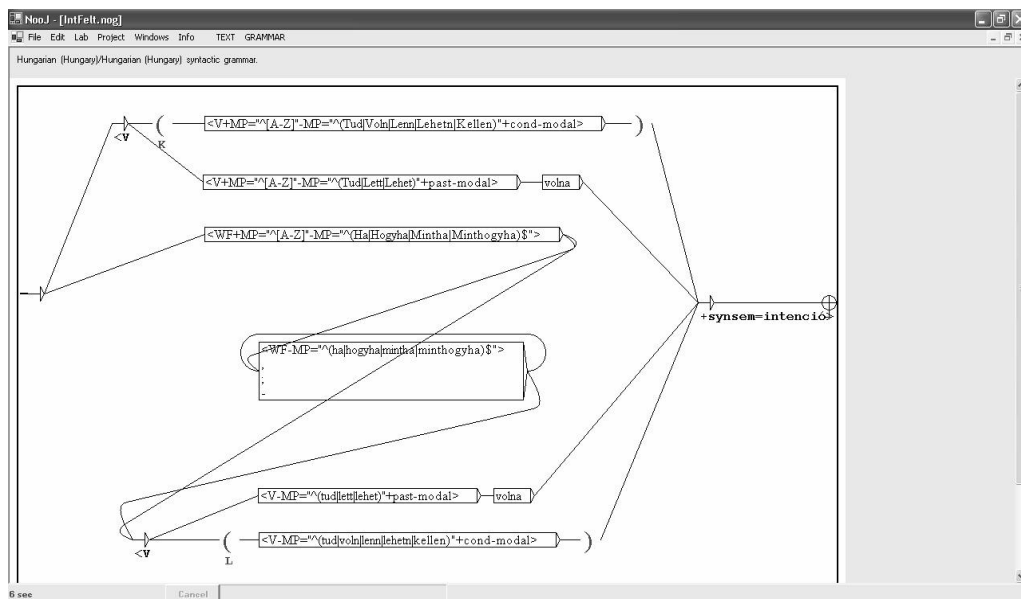 NooJ - [IntFelt.nog]
File Edit Lab Project Windows Info TEXT GRAMMAR
Hungarian (Hungary)/Hungarian (Hungary) syntactic grammar.
<V ( <V+MP="^[A-Z]"-MP="^(Tud|Voln|Lenn|Lehetn|Kellen)"+cond-modal> )
K
<V+MP="^[A-Z]"-MP="^(Tud|Lett|Lehet)"+past-modal> volna
<WF+MP="^[A-Z]"-MP="^(Ha|Hogyha|Mintha|Minthogyha)$">
+synsem=intenció>
<WF-MP="^(ha|hogyha|mintha|minthogyha)$">
,
;
-
<V-MP="^(tud|lett|lehet)"+past-modal> volna
<V ( <V-MP="^(tud|voln|lenn|lehetn|kellen)"+cond-modal> )
L
6 sec Cancel